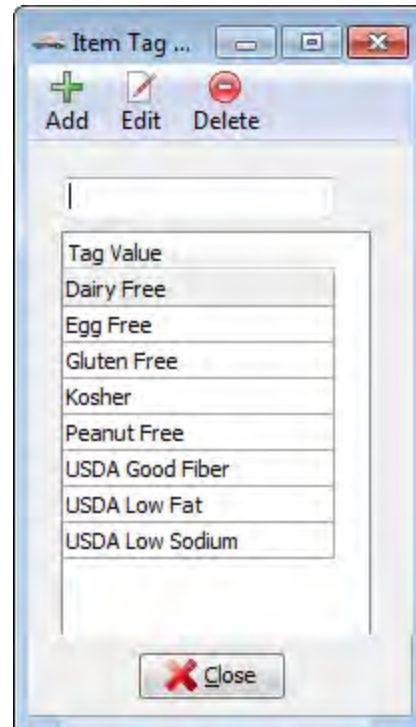 Item Tag ...
Add Edit Delete
Tag Value
Dairy Free
Egg Free
Gluten Free
Kosher
Peanut Free
USDA Good Fiber
USDA Low Fat
USDA Low Sodium
Close